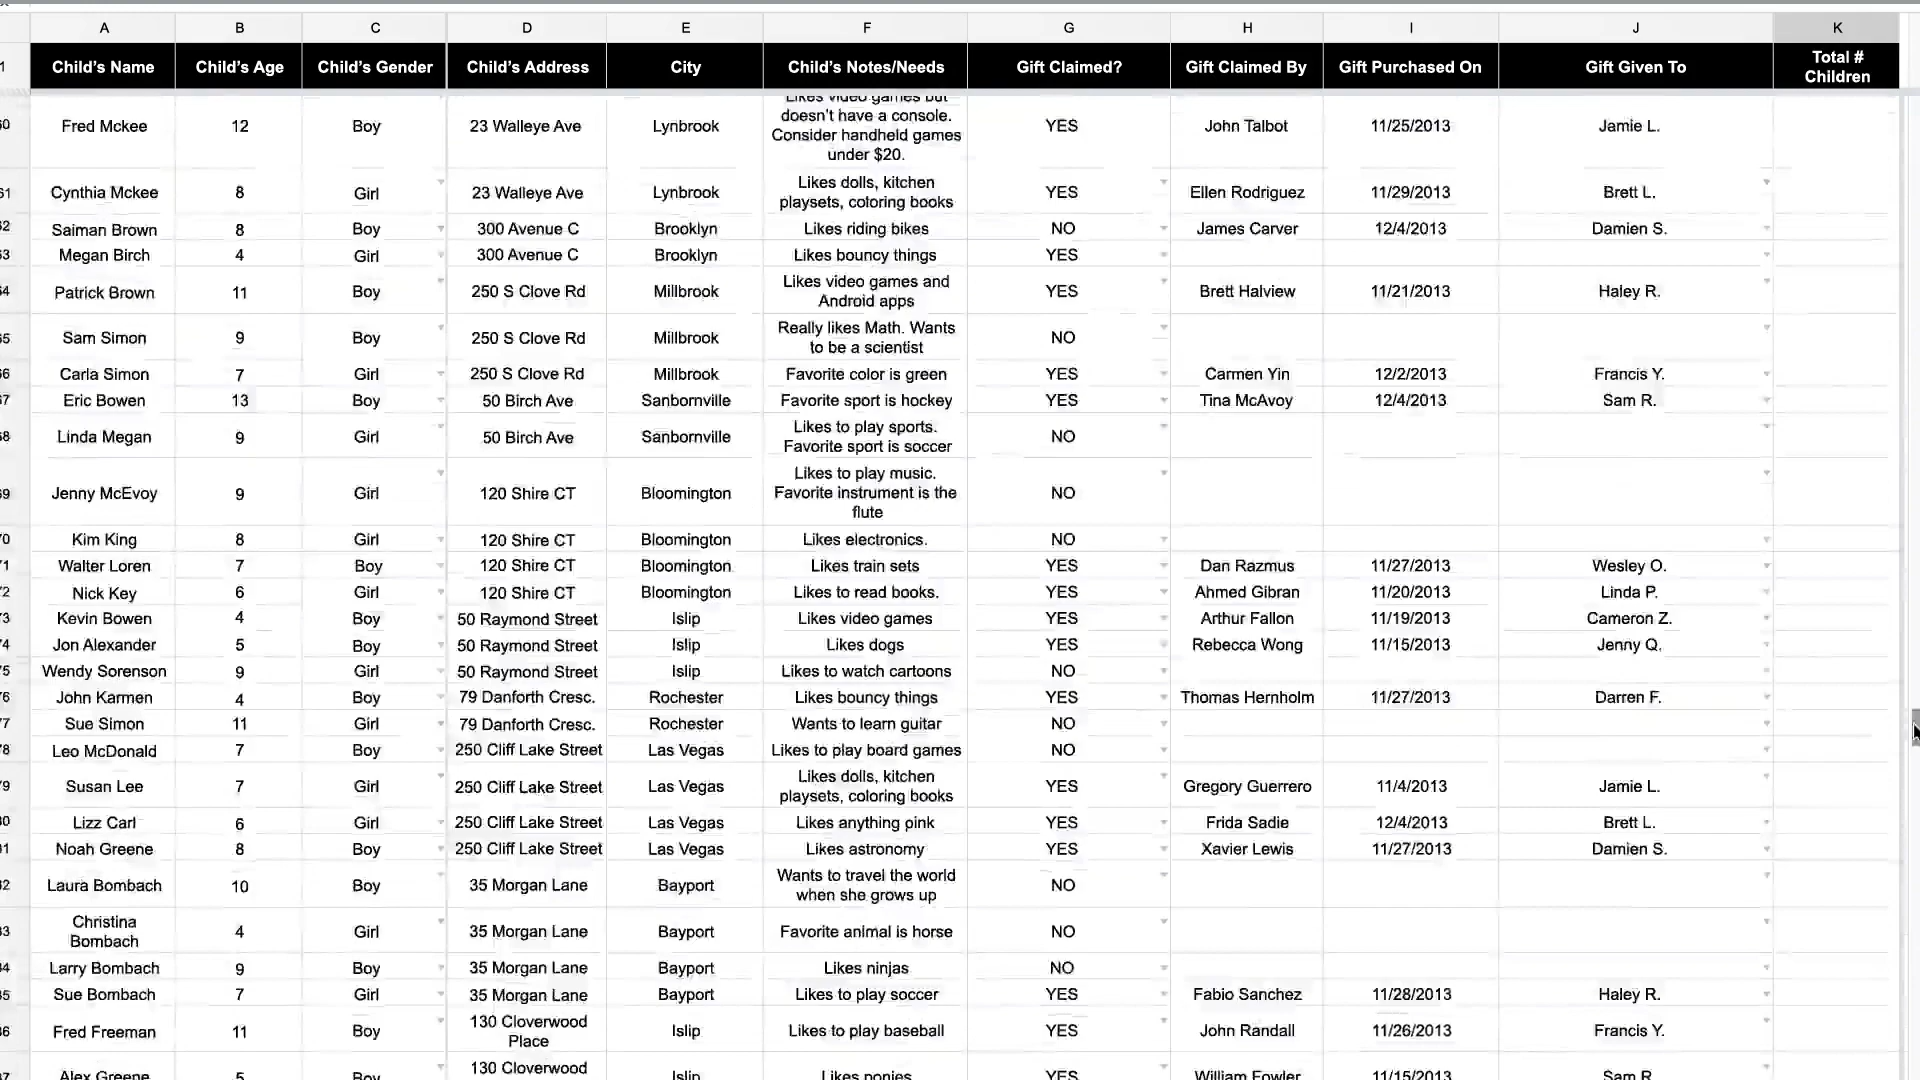 A B C D E F G H I J K
1 Child’s Name Child’s Age Child’s Gender Child’s Address City Child’s Notes/Needs Gift Claimed? Gift Claimed By Gift Purchased On Gift Given To Total #
Children
Likes video games but
doesn't have a console.
Consider handheld games
under $20.
Fred Mckee 12 Boy 23 Walleye Ave Lynbrook YES John Talbot 11/25/2013 Jamie L.
Likes dolls, kitchen
playsets, coloring books
Cynthia Mckee 8 Girl 23 Walleye Ave Lynbrook YES Ellen Rodriguez 11/29/2013 Brett L.
Saiman Brown 8 Boy 300 Avenue C Brooklyn Likes riding bikes NO James Carver 12/4/2013 Damien S.
Megan Birch 4 Girl 300 Avenue C Brooklyn Likes bouncy things YES
Likes video games and
Android apps
Patrick Brown 11 Boy 250 S Clove Rd Millbrook YES Brett Halview 11/21/2013 Haley R.
Really likes Math. Wants
to be a scientist
Sam Simon 9 Boy 250 S Clove Rd Millbrook NO
Carla Simon 7 Girl 250 S Clove Rd Millbrook Favorite color is green YES Carmen Yin 12/2/2013 Francis Y.
Eric Bowen 13 Boy 50 Birch Ave Sanbornville Favorite sport is hockey YES Tina McAvoy 12/4/2013 Sam R.
Likes to play sports.
Favorite sport is soccer
Linda Megan 9 Girl 50 Birch Ave Sanbornville NO
Likes to play music.
Favorite instrument is the
flute
Jenny McEvoy 9 Girl 120 Shire CT Bloomington NO
Kim King 8 Girl 120 Shire CT Bloomington Likes electronics. NO
Walter Loren 7 Boy 120 Shire CT Bloomington Likes train sets YES Dan Razmus 11/27/2013 Wesley O.
Nick Key 6 Girl 120 Shire CT Bloomington Likes to read books. YES Ahmed Gibran 11/20/2013 Linda P.
Kevin Bowen 4 Boy 50 Raymond Street Islip Likes video games YES Arthur Fallon 11/19/2013 Cameron Z.
Jon Alexander 5 Boy 50 Raymond Street Islip Likes dogs YES Rebecca Wong 11/15/2013 Jenny Q.
Wendy Sorenson 9 Girl 50 Raymond Street Islip Likes to watch cartoons NO
John Karmen 4 Boy 79 Danforth Cresc. Rochester Likes bouncy things YES Thomas Hernholm 11/27/2013 Darren F.
Sue Simon 11 Girl 79 Danforth Cresc. Rochester Wants to learn guitar NO
Leo McDonald 7 Boy 250 Cliff Lake Street Las Vegas Likes to play board games NO
Likes dolls, kitchen
playsets, coloring books
Susan Lee 7 Girl 250 Cliff Lake Street Las Vegas YES Gregory Guerrero 11/4/2013 Jamie L.
Lizz Carl 6 Girl 250 Cliff Lake Street Las Vegas Likes anything pink YES Frida Sadie 12/4/2013 Brett L.
Noah Greene 8 Boy 250 Cliff Lake Street Las Vegas Likes astronomy YES Xavier Lewis 11/27/2013 Damien S.
Wants to travel the world
when she grows up
Laura Bombach 10 Boy 35 Morgan Lane Bayport NO
Christina
Bombach 4 Girl 35 Morgan Lane Bayport Favorite animal is horse NO
Larry Bombach 9 Boy 35 Morgan Lane Bayport Likes ninjas NO
Sue Bombach 7 Girl 35 Morgan Lane Bayport Likes to play soccer YES Fabio Sanchez 11/28/2013 Haley R.
130 Cloverwood
Place
Fred Freeman 11 Boy Islip Likes to play baseball YES John Randall 11/26/2013 Francis Y.
130 Cloverwood
Alex Greene 5 Boy Islip Likes ponies YES William Fowler 11/15/2013 Sam R